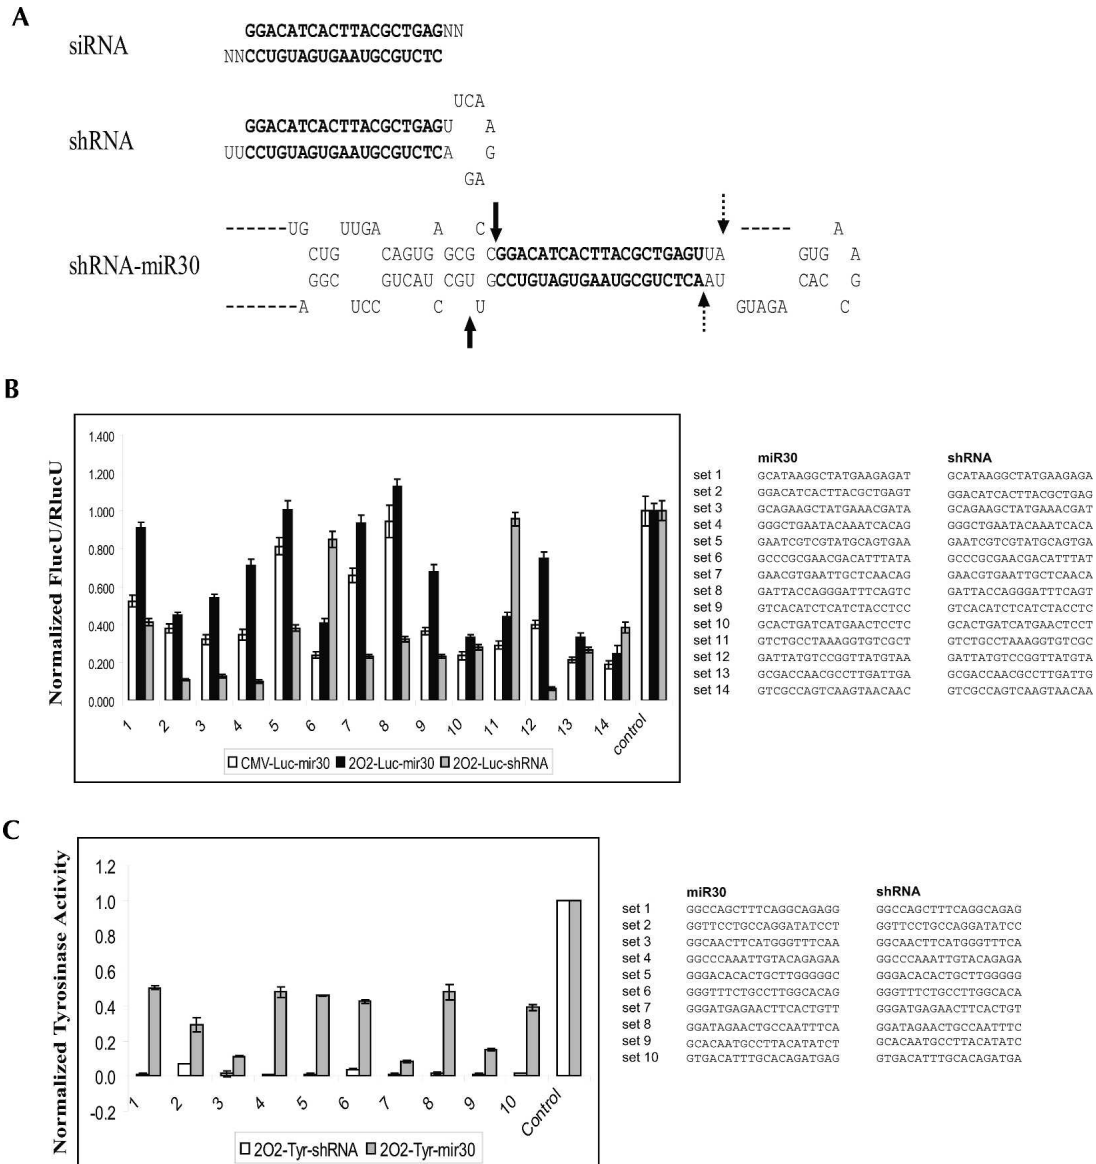 A
siRNA
GGACATCACTTACGCTGAGNN
NNCCUGUAGUGAAUGCGUCUC
shRNA
UCA
GGACATCACTTACGCTGAGU A
UUCCUGUAGUGAAUGCGUCUCA G
GA
shRNA-miR30
------UG UUGA A C ----- A
CUG CAGUG GCG CGGACATCACTTACGCTGAGUUA GUG A
GGC GUCAU CGU GCCUGUAGUGAAUGCGUCUCAAU CAC G
-------A UCC C U GUAGA C
B
Normalized FlucU/RlucU
1.400
1.200
1.000
0.800
0.600
0.400
0.200
0.000
1 2 3 4 5 6 7 8 9 10 11 12 13 14 control
CMV-Luc-mir30 2O2-Luc-mir30 2O2-Luc-shRNA
miR30 shRNA
set 1 GCATAAGGCTATGAAGAGAT GCATAAGGCTATGAAGAGA
set 2 GGACATCACTTACGCTGAGT GGACATCACTTACGCTGAG
set 3 GCAGAAGCTATGAAACGATA GCAGAAGCTATGAAACGAT
set 4 GGGCTGAATACAAATCACAG GGGCTGAATACAAATCACA
set 5 GAATCGTCGTATGCAGTGAA GAATCGTCGTATGCAGTGA
set 6 GCCCGCGAACGACATTTATA GCCCGCGAACGACATTTAT
set 7 GAACGTGAATTGCTCAACAG GAACGTGAATTGCTCAACA
set 8 GATTACCAGGGATTTCAGTC GATTACCAGGGATTTCAGT
set 9 GTCACATCTCATCTACCTCC GTCACATCTCATCTACCTC
set 10 GCACTGATCATGAACTCCTC GCACTGATCATGAACTCCT
set 11 GTCTGCCTAAAGGTGTCGCT GTCTGCCTAAAGGTGTCGC
set 12 GATTATGTCCGGTTATGTAA GATTATGTCCGGTTATGTA
set 13 GCGACCAACGCCTTGATTGA GCGACCAACGCCTTGATTG
set 14 GTCGCCAGTCAAGTAACAAC GTCGCCAGTCAAGTAACAA
C
Normalized Tyrosinase Activity
1.2
1.0
0.8
0.6
0.4
0.2
0.0
-0.2
1 2 3 4 5 6 7 8 9 10 Control
2O2-Tyr-shRNA 2O2-Tyr-mir30
miR30 shRNA
set 1 GGCCAGCTTTCAGGCAGAGG GGCCAGCTTTCAGGCAGAG
set 2 GGTTCCTGCCAGGATATCCT GGTTCCTGCCAGGATATCC
set 3 GGCAACTTCATGGGTTTCAA GGCAACTTCATGGGTTTCA
set 4 GGCCCAAATTGTACAGAGAA GGCCCAAATTGTACAGAGA
set 5 GGGACACACTGCTTGGGGGC GGGACACACTGCTTGGGGG
set 6 GGGTTTCTGCCTTGGCACAG GGGTTTCTGCCTTGGCACA
set 7 GGGATGAGAACTTCACTGTT GGGATGAGAACTTCACTGT
set 8 GGATAGAACTGCCAATTTCA GGATAGAACTGCCAATTTC
set 9 GCACAATGCCTTACATATCT GCACAATGCCTTACATATC
set 10 GTGACATTTGCACAGATGAG GTGACATTTGCACAGATGA